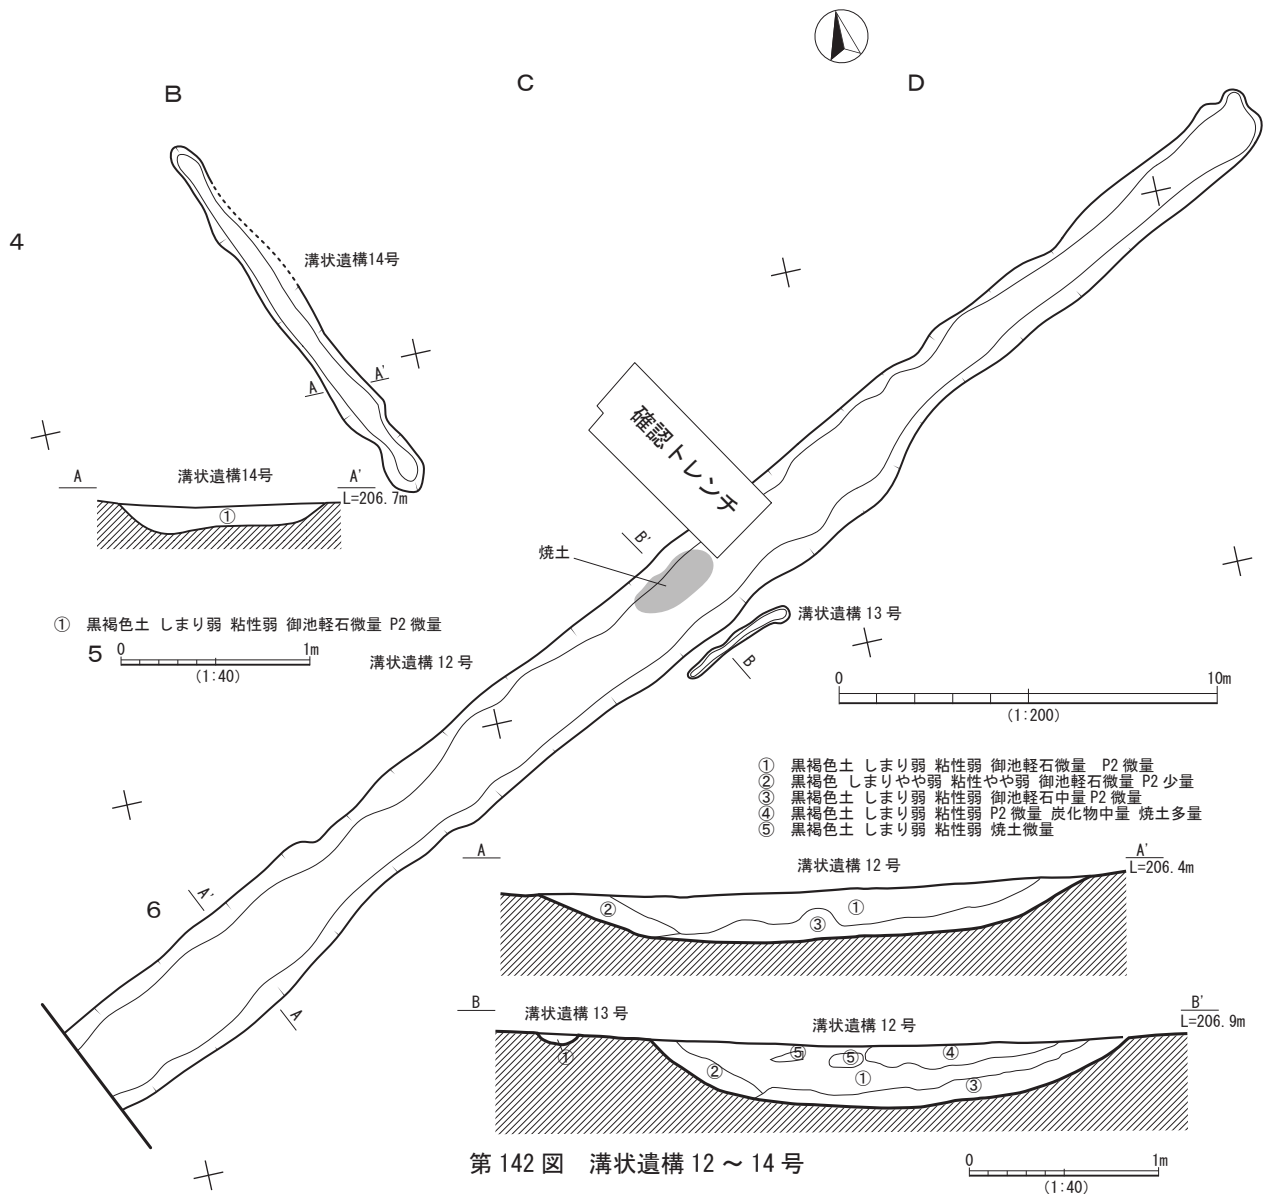 B
C
D
4
溝状遺構14号
A
A'
溝状遺構14号
A
A'
L=206.7m
①
確認トレンチ
焼土
B'
① 黒褐色土 しまり弱 粘性弱 御池軽石微量 P2 微量
5
0 1m
(1:40)
溝状遺構 12 号
溝状遺構 13 号
B
0 10m
(1:200)
① 黒褐色土 しまり弱 粘性弱 御池軽石微量 P2 微量
② 黒褐色 しまりやや弱 粘性やや弱 御池軽石微量 P2 少量
③ 黒褐色土 しまり弱 粘性弱 御池軽石中量 P2 微量
④ 黒褐色土 しまり弱 粘性弱 P2 微量 炭化物中量 焼土多量
⑤ 黒褐色土 しまり弱 粘性弱 焼土微量
6
A'
A
A
溝状遺構 12 号
A'
L=206.4m
②
①
③
B
溝状遺構 13 号
溝状遺構 12 号
B'
L=206.9m
①
②
⑤
⑤
④
①
③
第 142 図 溝状遺構 12 ～ 14 号
0 1m
(1:40)